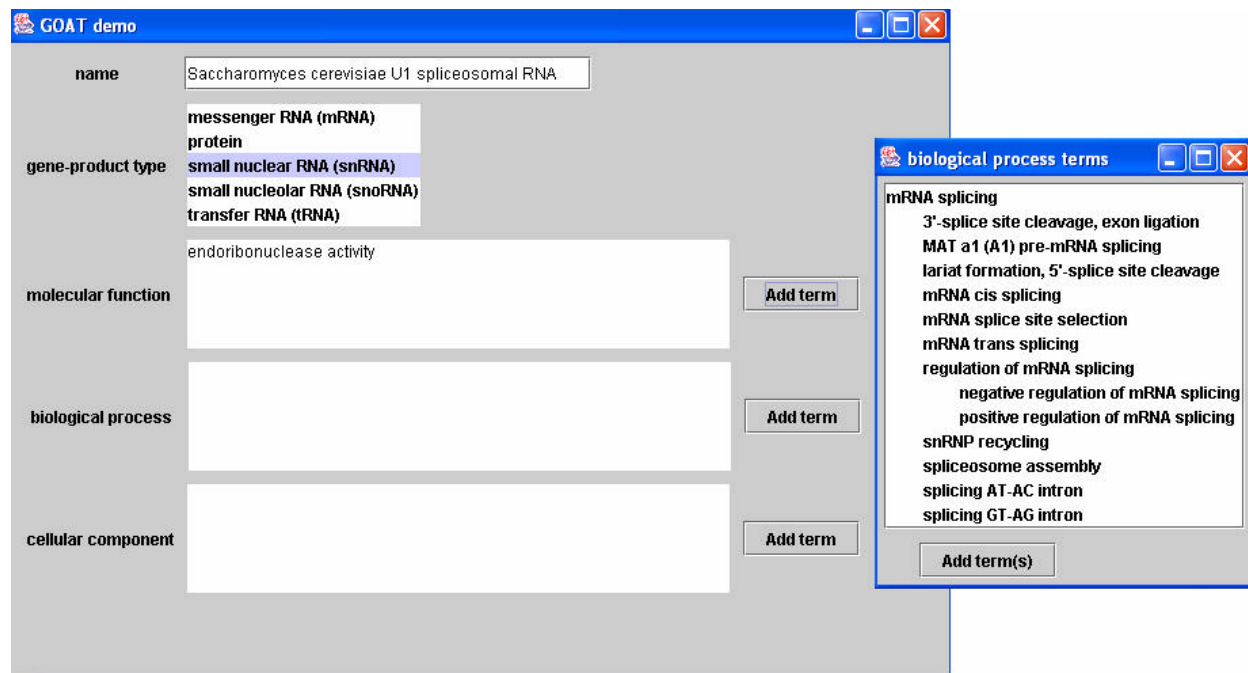 GOAT demo
name
Saccharomyces cerevisiae U1 spliceosomal RNA
gene-product type
messenger RNA (mRNA)
protein
small nuclear RNA (snRNA)
small nucleolar RNA (snoRNA)
transfer RNA (tRNA)
molecular function
endoribonuclease activity
Add term
biological process
Add term
cellular component
Add term
biological process terms
mRNA splicing
3'-splice site cleavage, exon ligation
MAT a1 (A1) pre-mRNA splicing
lariat formation, 5'-splice site cleavage
mRNA cis splicing
mRNA splice site selection
mRNA trans splicing
regulation of mRNA splicing
negative regulation of mRNA splicing
positive regulation of mRNA splicing
snRNP recycling
spliceosome assembly
splicing AT-AC intron
splicing GT-AG intron
Add term(s)